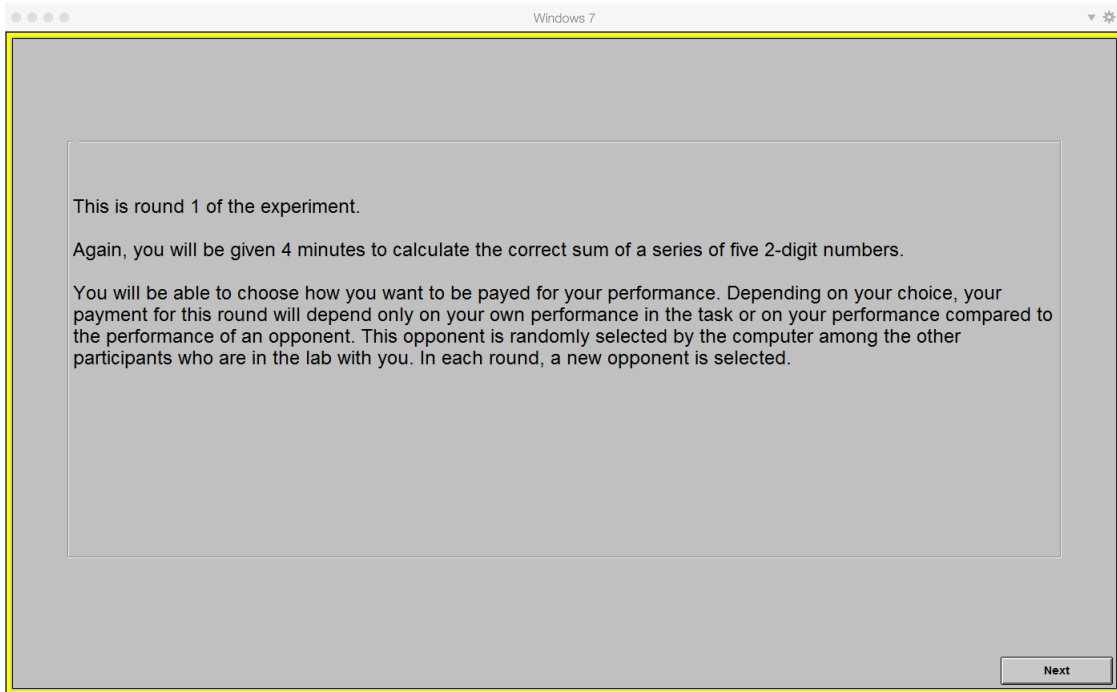 Windows 7
This is round 1 of the experiment.
Again, you will be given 4 minutes to calculate the correct sum of a series of five 2-digit numbers.
You will be able to choose how you want to be payed for your performance. Depending on your choice, your
payment for this round will depend only on your own performance in the task or on your performance compared to
the performance of an opponent. This opponent is randomly selected by the computer among the other
participants who are in the lab with you. In each round, a new opponent is selected.
Next